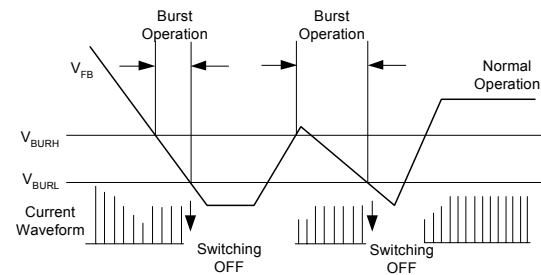 Burst
Operation
Burst
Operation
V_FB
Normal
Operation
V_BURH
V_BURL
Current
Waveform
Switching
OFF
Switching
OFF